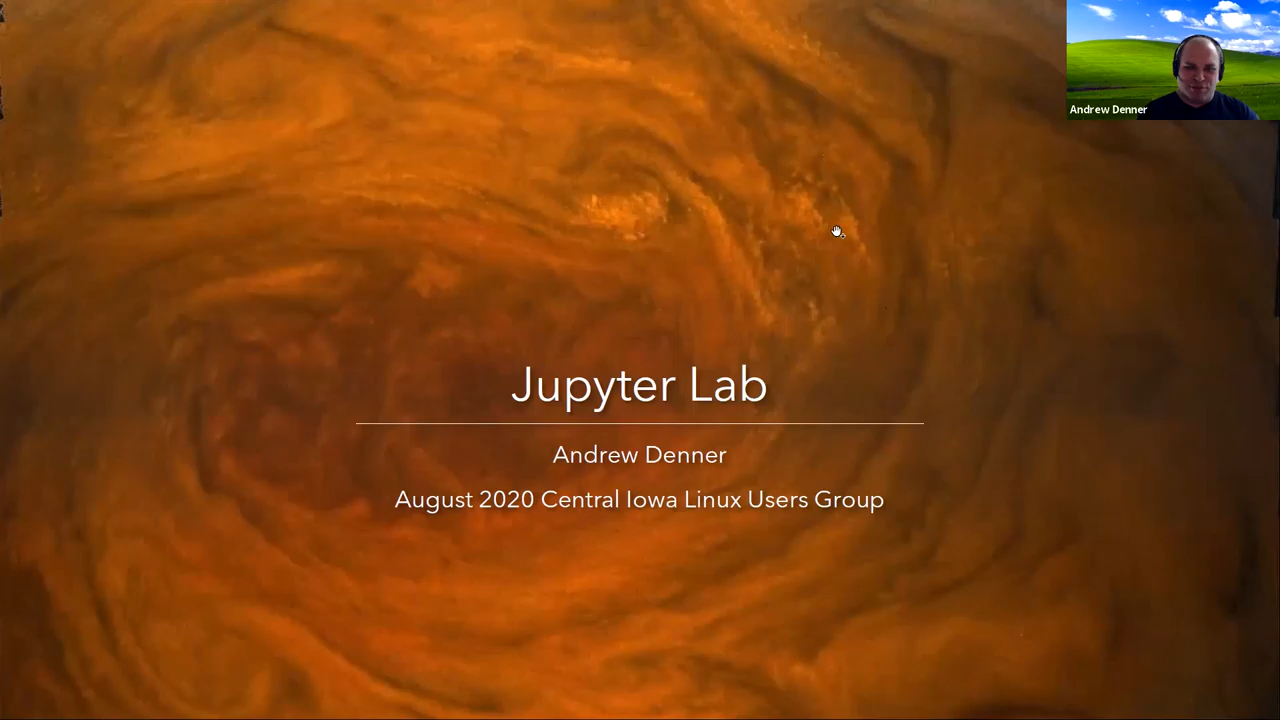 Andrew Denner
Jupyter Lab
Andrew Denner
August 2020 Central Iowa Linux Users Group